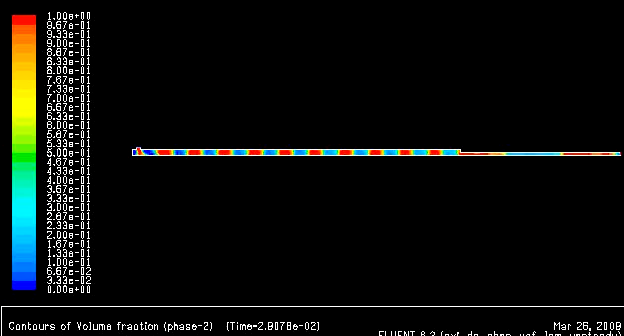 1.00e+00
9.67e-01
9.33e-01
9.00e-01
8.67e-01
8.33e-01
8.00e-01
7.67e-01
7.33e-01
7.00e-01
6.67e-01
6.33e-01
6.00e-01
5.67e-01
5.33e-01
5.00e-01
4.67e-01
4.33e-01
4.00e-01
3.67e-01
3.33e-01
3.00e-01
2.67e-01
2.33e-01
2.00e-01
1.67e-01
1.33e-01
1.00e-01
6.67e-02
3.33e-02
0.00e+00
Contours of Volume fraction (phase-2) (Time=2.9078e-02)
Mar 26, 2009
FLUENT 6.3